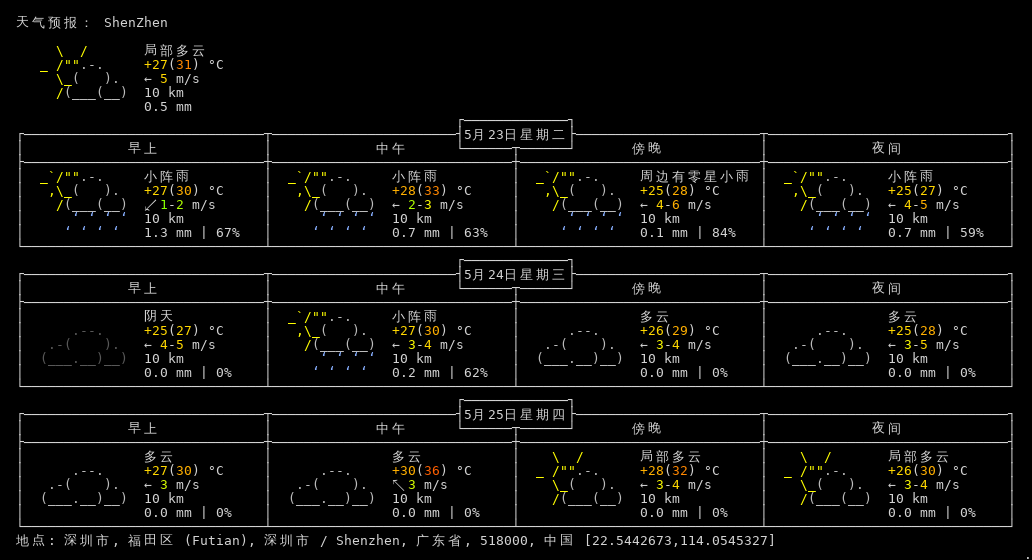 天气预报： ShenZhen
局部多云
+27(31) °C
← 5 m/s
10 km
0.5 mm
5月23日星期二
早上 中午 傍晚 夜间
小阵雨 小阵雨 周边有零星小雨 小阵雨
+27(30) °C +28(33) °C +25(28) °C +25(27) °C
↙ 1-2 m/s ← 2-3 m/s ← 4-6 m/s ← 4-5 m/s
10 km 10 km 10 km 10 km
1.3 mm | 67% 0.7 mm | 63% 0.1 mm | 84% 0.7 mm | 59%
5月24日星期三
早上 中午 傍晚 夜间
阴天 小阵雨 多云 多云
+25(27) °C +27(30) °C +26(29) °C +25(28) °C
← 4-5 m/s ← 3-4 m/s ← 3-4 m/s ← 3-5 m/s
10 km 10 km 10 km 10 km
0.0 mm | 0% 0.2 mm | 62% 0.0 mm | 0% 0.0 mm | 0%
5月25日星期四
早上 中午 傍晚 夜间
多云 多云 局部多云 局部多云
+27(30) °C +30(36) °C +28(32) °C +26(30) °C
← 3 m/s ↖ 3 m/s ← 3-4 m/s ← 3-4 m/s
10 km 10 km 10 km 10 km
0.0 mm | 0% 0.0 mm | 0% 0.0 mm | 0% 0.0 mm | 0%
地点: 深圳市, 福田区 (Futian), 深圳市 / Shenzhen, 广东省, 518000, 中国 [22.5442673,114.0545327]